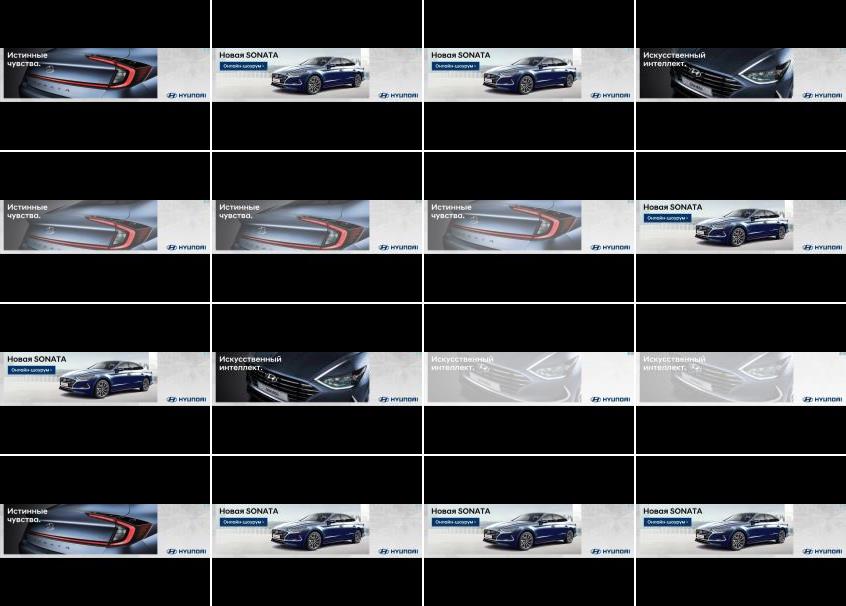 Истинные
чувства.
HYUNDAI
Новая SONATA
Онлайн-шоурум ›
HYUNDAI
Новая SONATA
Онлайн-шоурум ›
HYUNDAI
Искусственный
интеллект.
HYUNDAI
Истинные
чувства.
HYUNDAI
Истинные
чувства.
HYUNDAI
Истинные
чувства.
HYUNDAI
Новая SONATA
Онлайн-шоурум ›
HYUNDAI
Новая SONATA
Онлайн-шоурум ›
HYUNDAI
Искусственный
интеллект.
HYUNDAI
Искусственный
интеллект.
HYUNDAI
Искусственный
интеллект.
HYUNDAI
Истинные
чувства.
HYUNDAI
Новая SONATA
Онлайн-шоурум ›
HYUNDAI
Новая SONATA
Онлайн-шоурум ›
HYUNDAI
Новая SONATA
Онлайн-шоурум ›
HYUNDAI